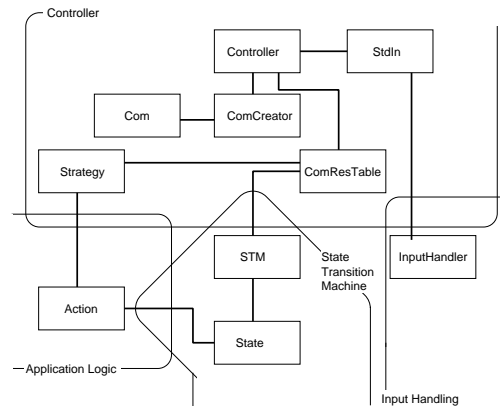 Controller
Controller
StdIn
Com
ComCreator
Strategy
ComResTable
STM
State
Transition
Machine
InputHandler
Action
State
Application Logic
Input Handling